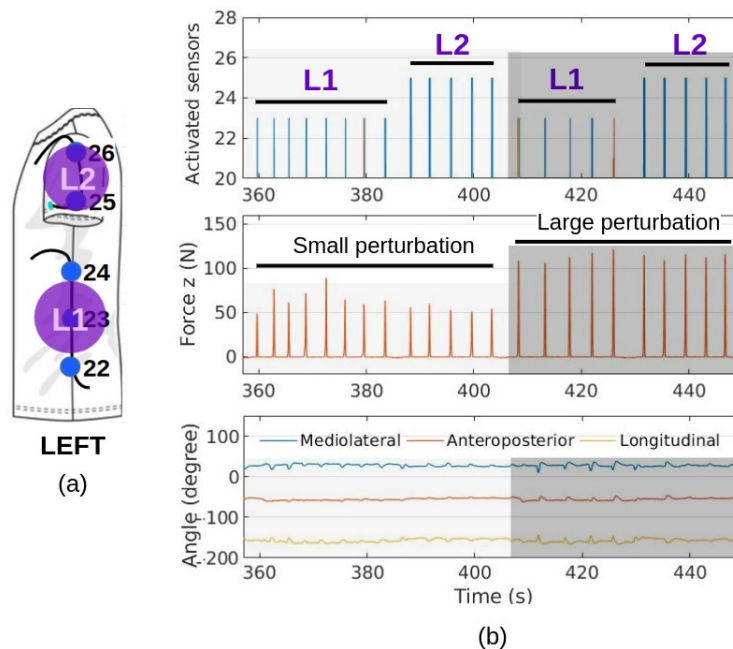 26
L2
25
24
L1
23
22
LEFT
(a)
Activated sensors
28
26
24
22
20
L1
L2
L1
L2
360
380
400
420
440
Force z (N)
150
100
50
0
Small perturbation
Large perturbation
360
380
400
420
440
Angle (degree)
100
0
-100
-200
Mediolateral
Anteroposterior
Longitudinal
360
380
400
420
440
Time (s)
(b)